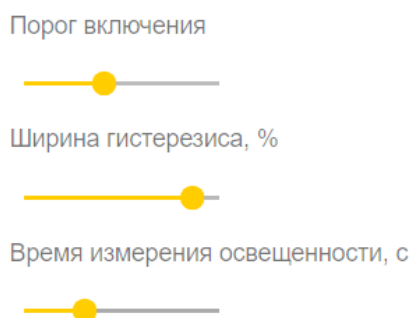 Порог включения
Ширина гистерезиса, %
Время измерения освещенности, с